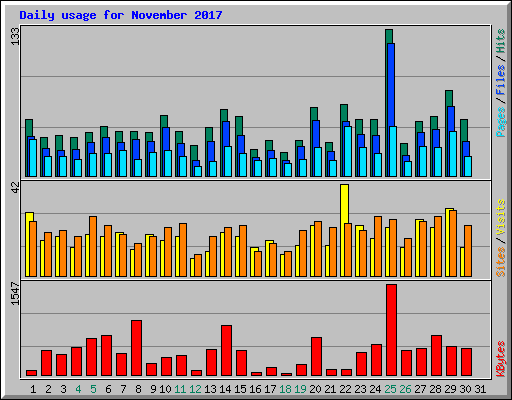 Daily usage for November 2017
133
Pages / Files / Hits
42
Sites / Visits
1547
KBytes
1 2 3 4 5 6 7 8 9 10 11 12 13 14 15 16 17 18 19 20 21 22 23 24 25 26 27 28 29 30 31